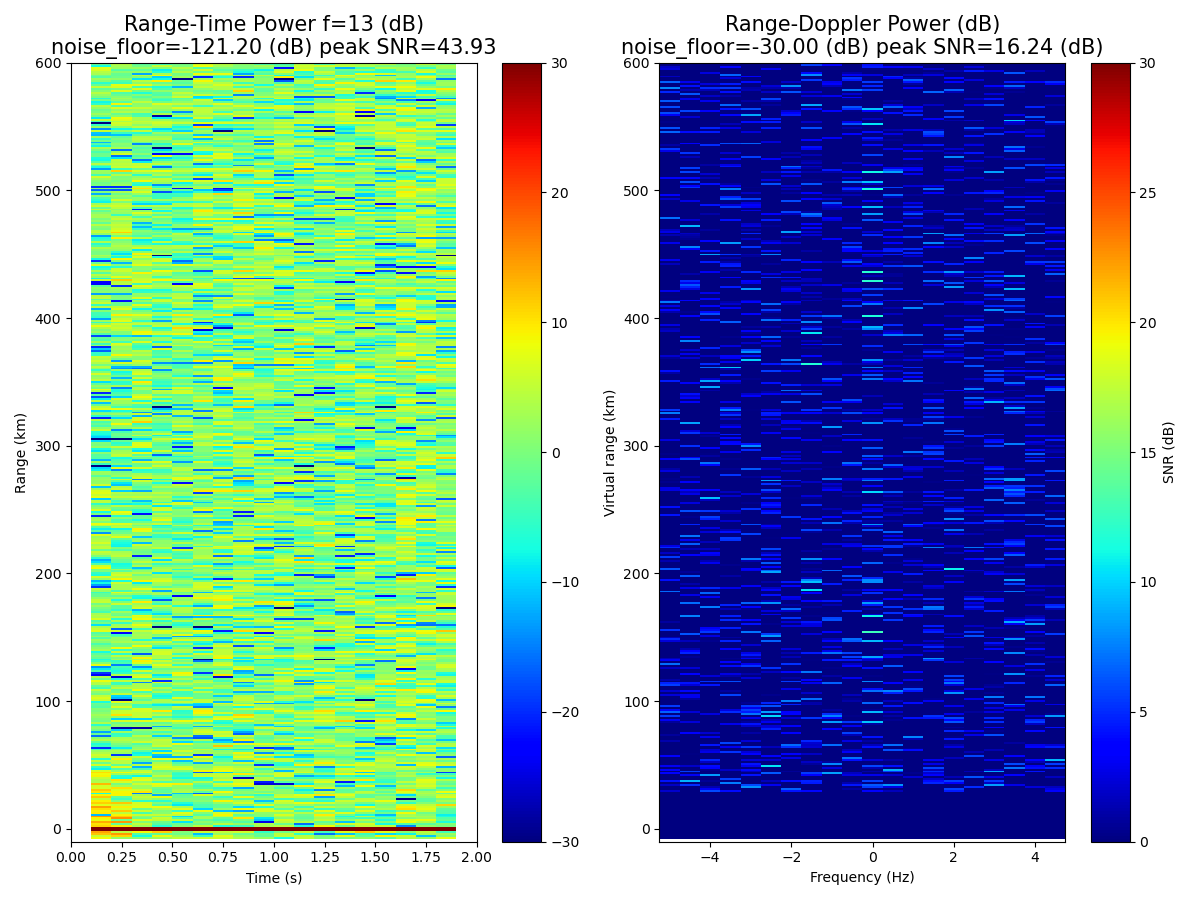 Range-Time Power f=13 (dB)
noise_floor=-121.20 (dB) peak SNR=43.93
Range (km)
600
500
400
300
200
100
0
0.00 0.25 0.50 0.75 1.00 1.25 1.50 1.75 2.00
Time (s)
30
20
10
0
−10
−20
−30
Range-Doppler Power (dB)
noise_floor=-30.00 (dB) peak SNR=16.24 (dB)
Virtual range (km)
600
500
400
300
200
100
0
−4 −2 0 2 4
Frequency (Hz)
30
25
20
15
10
5
0
SNR (dB)